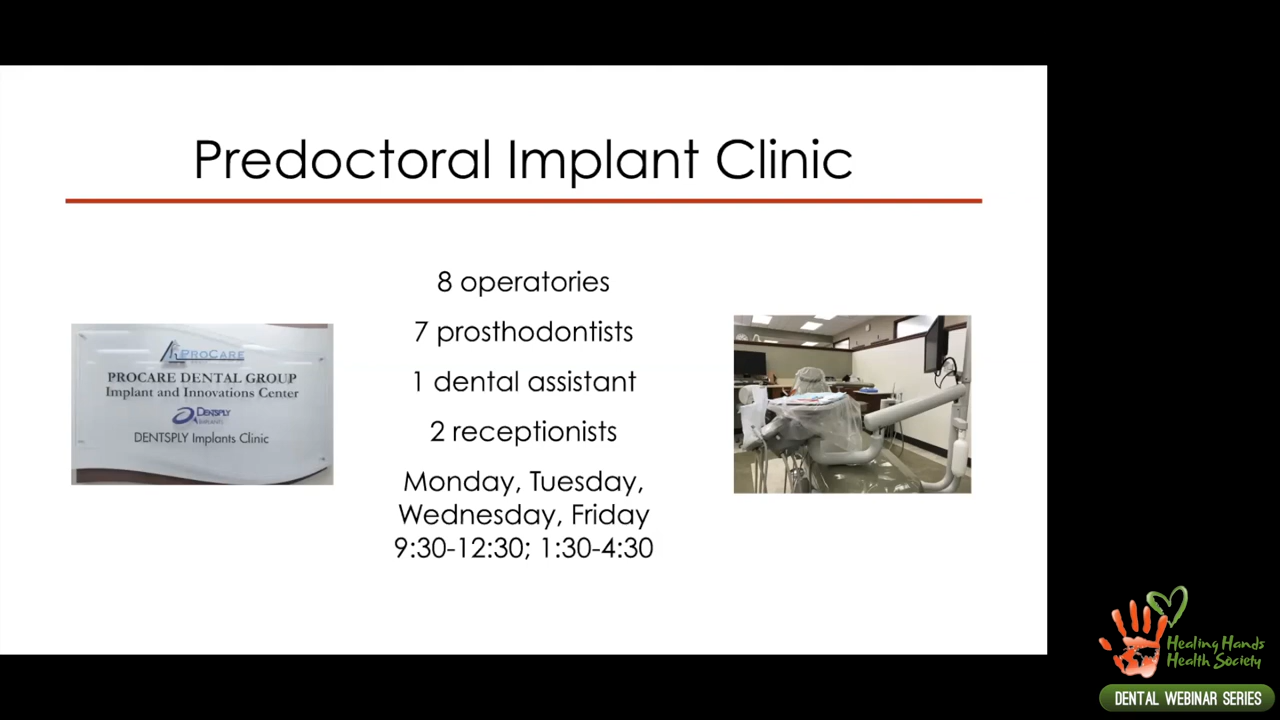 Predoctoral Implant Clinic
8 operatories
7 prosthodontists
1 dental assistant
2 receptionists
Monday, Tuesday,
Wednesday, Friday
9:30-12:30; 1:30-4:30
PROCARE
PROCARE DENTAL GROUP
Implant and Innovations Center
DENTSPLY
IMPLANTS
DENTSPLY Implants Clinic
Healing Hands
Health Society
DENTAL WEBINAR SERIES